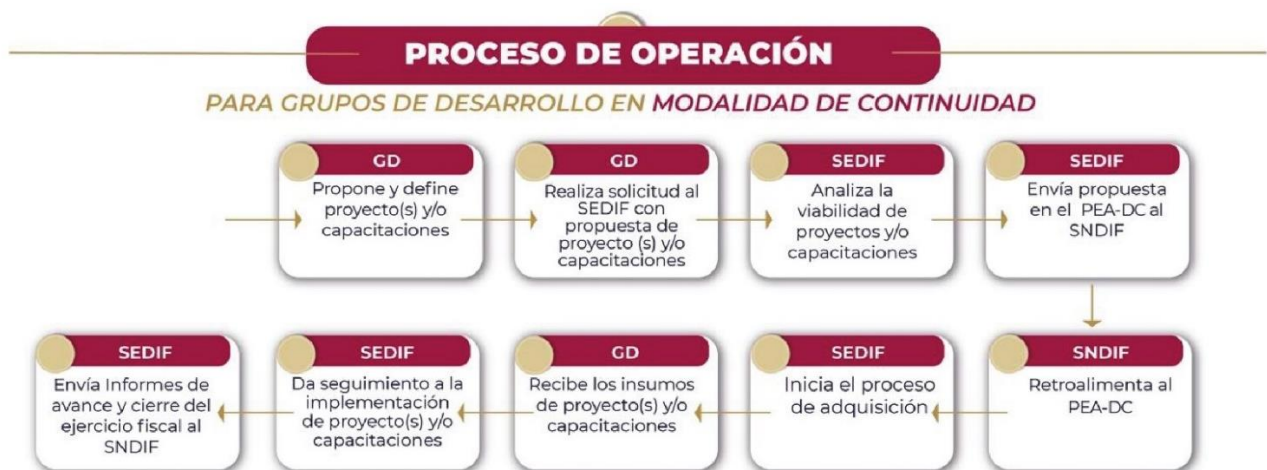 PROCESO DE OPERACIÓN
PARA GRUPOS DE DESARROLLO EN MODALIDAD DE CONTINUIDAD
GD
Propone y define
proyecto(s) y/o
capacitaciones
GD
Realiza solicitud al
SEDIF con
propuesta de
proyecto (s) y/o
capacitaciones
SEDIF
Analiza la
viabilidad de
proyectos y/o
capacitaciones
SEDIF
Envía propuesta
en el PEA-DC al
SNDIF
SNDIF
Retroalimenta al
PEA-DC
SEDIF
Inicia el proceso
de adquisición
GD
Recibe los insumos
de proyecto(s) y/o
capacitaciones
SEDIF
Da seguimiento a la
implementación
de proyecto(s) y/o
capacitaciones
SEDIF
Envía Informes de
avance y cierre del
ejercicio fiscal al
SNDIF